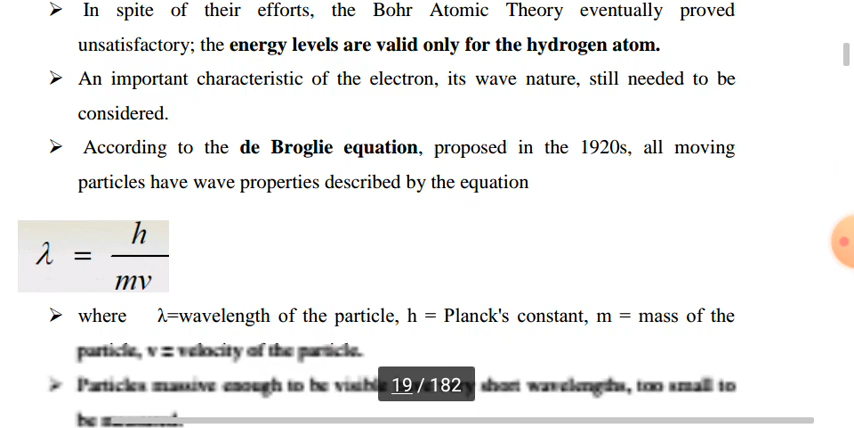 ➤ In spite of their efforts, the Bohr Atomic Theory eventually proved
unsatisfactory; the energy levels are valid only for the hydrogen atom.
➤ An important characteristic of the electron, its wave nature, still needed to be
considered.
➤ According to the de Broglie equation, proposed in the 1920s, all moving
particles have wave properties described by the equation
λ = h/mv
➤ where λ=wavelength of the particle, h = Planck's constant, m = mass of the
particle, v = velocity of the particle.
➤ Particles massive enough to be visible short wavelengths, too small to
be
19 / 182